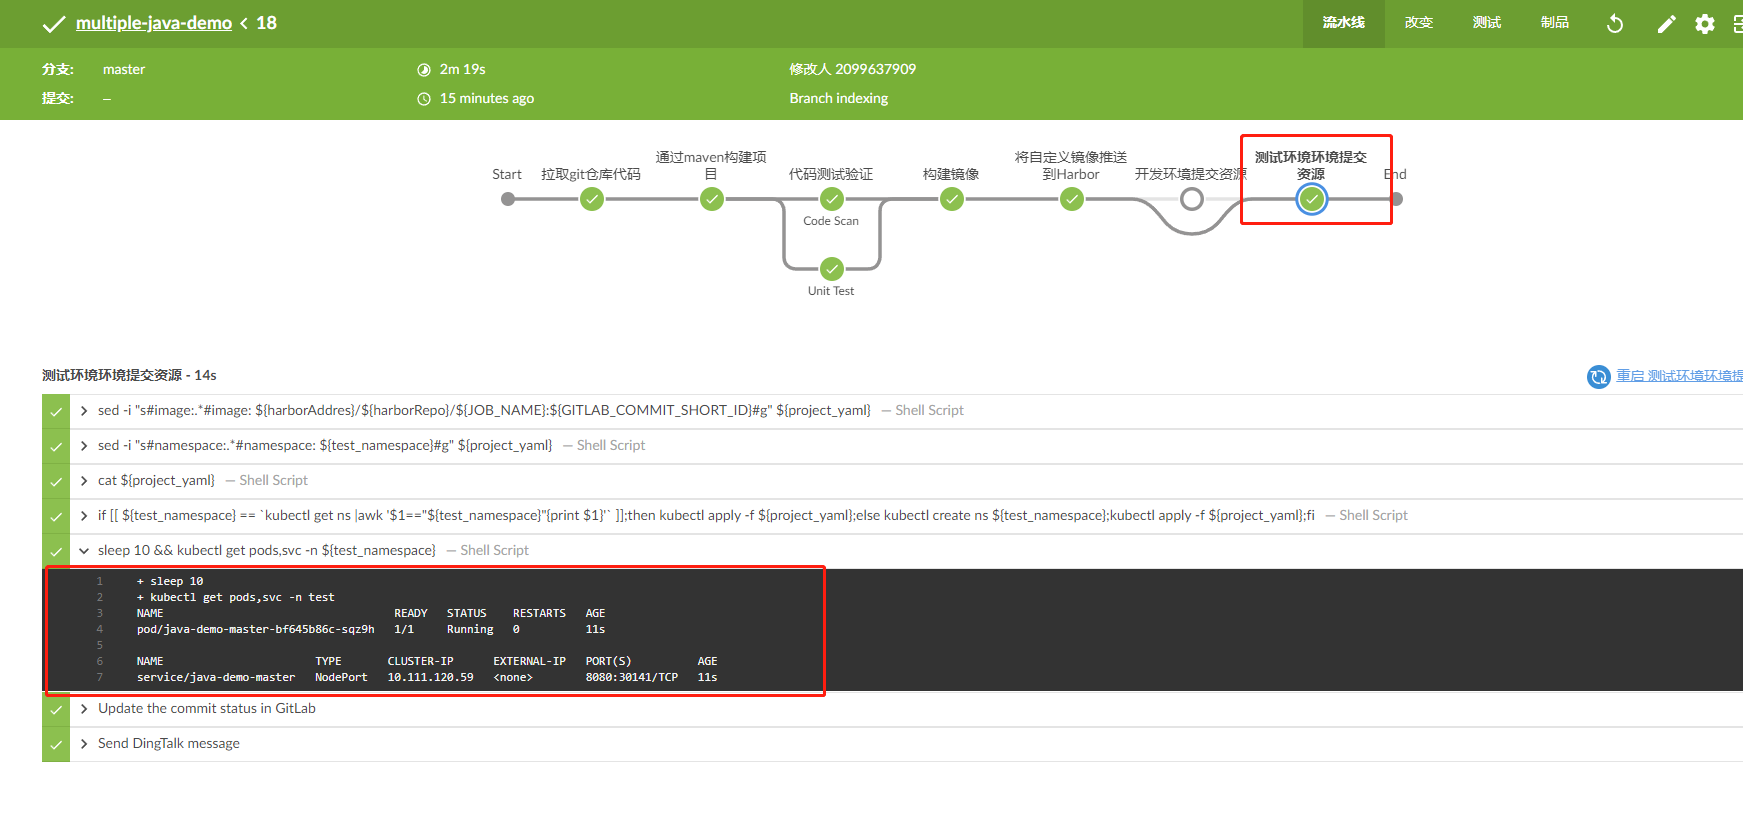 multiple-java-demo < 18
流水线 改变 测试 制品
分支: master 2m 19s 修改人 2099637909
提交: – 15 minutes ago Branch indexing
Start
拉取git仓库代码
通过maven构建项
目
代码测试验证
Code Scan
Unit Test
构建镜像
将自定义镜像推送
到Harbor
开发环境提交资源
测试环境环境提交
资源
End
测试环境环境提交资源 - 14s
重启 测试环境环境提
sed -i "s#image:.*#image: ${harborAddres}/${harborRepo}/${JOB_NAME}:${GITLAB_COMMIT_SHORT_ID}#g" ${project_yaml} — Shell Script
sed -i "s#namespace:.*#namespace: ${test_namespace}#g" ${project_yaml} — Shell Script
cat ${project_yaml} — Shell Script
if [[ ${test_namespace} == `kubectl get ns |awk '$1=="${test_namespace}"{print $1}'` ]];then kubectl apply -f ${project_yaml};else kubectl create ns ${test_namespace};kubectl apply -f ${project_yaml};fi — Shell Script
sleep 10 && kubectl get pods,svc -n ${test_namespace} — Shell Script
1 + sleep 10
2 + kubectl get pods,svc -n test
3 NAME READY STATUS RESTARTS AGE
4 pod/java-demo-master-bf645b86c-sqz9h 1/1 Running 0 11s
5
6 NAME TYPE CLUSTER-IP EXTERNAL-IP PORT(S) AGE
7 service/java-demo-master NodePort 10.111.120.59 <none> 8080:30141/TCP 11s
Update the commit status in GitLab
Send DingTalk message